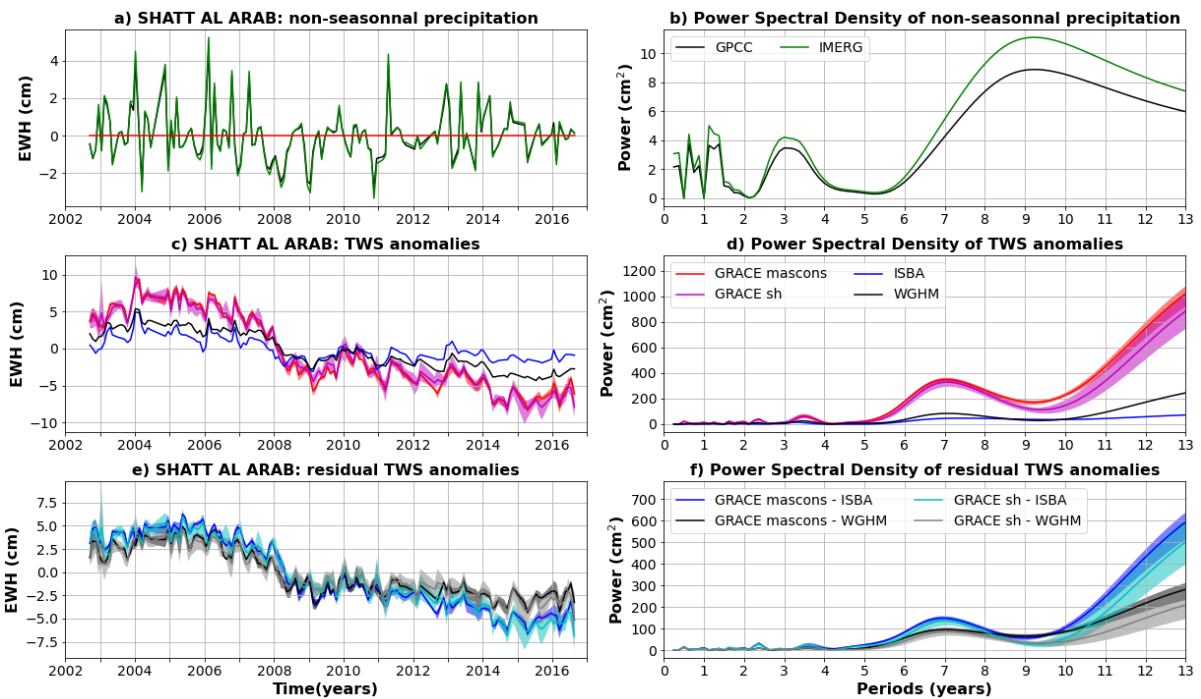 a) SHATT AL ARAB: non-seasonnal precipitation
EWH (cm)
4
2
0
−2
2002 2004 2006 2008 2010 2012 2014 2016
b) Power Spectral Density of non-seasonnal precipitation
Power (cm²)
10
8
6
4
2
0
GPCC IMERG
0 1 2 3 4 5 6 7 8 9 10 11 12 13
c) SHATT AL ARAB: TWS anomalies
EWH (cm)
10
5
0
−5
−10
2002 2004 2006 2008 2010 2012 2014 2016
d) Power Spectral Density of TWS anomalies
Power (cm²)
1200
1000
800
600
400
200
0
GRACE mascons ISBA
GRACE sh WGHM
0 1 2 3 4 5 6 7 8 9 10 11 12 13
e) SHATT AL ARAB: residual TWS anomalies
EWH (cm)
7.5
5.0
2.5
0.0
−2.5
−5.0
−7.5
2002 2004 2006 2008 2010 2012 2014 2016
Time(years)
f) Power Spectral Density of residual TWS anomalies
Power (cm²)
700
600
500
400
300
200
100
0
GRACE mascons - ISBA GRACE sh - ISBA
GRACE mascons - WGHM GRACE sh - WGHM
0 1 2 3 4 5 6 7 8 9 10 11 12 13
Periods (years)